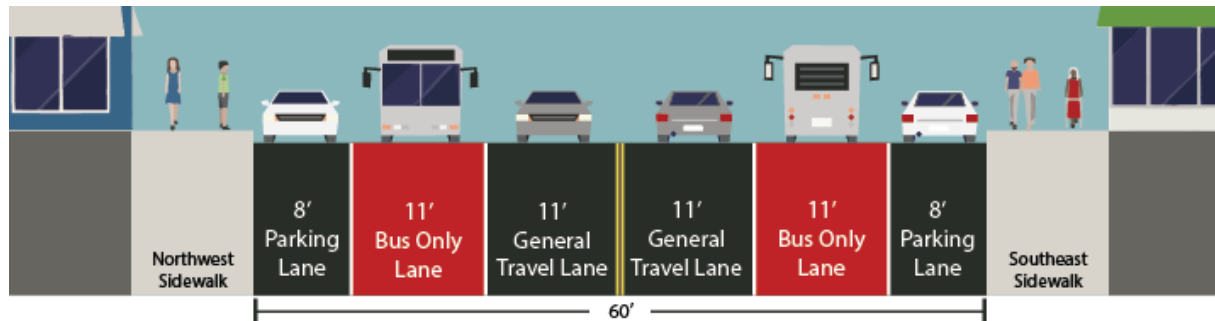 Northwest
Sidewalk
8'
Parking
Lane
11'
Bus Only
Lane
11'
General
Travel Lane
11'
General
Travel Lane
11'
Bus Only
Lane
8'
Parking
Lane
Southeast
Sidewalk
60'